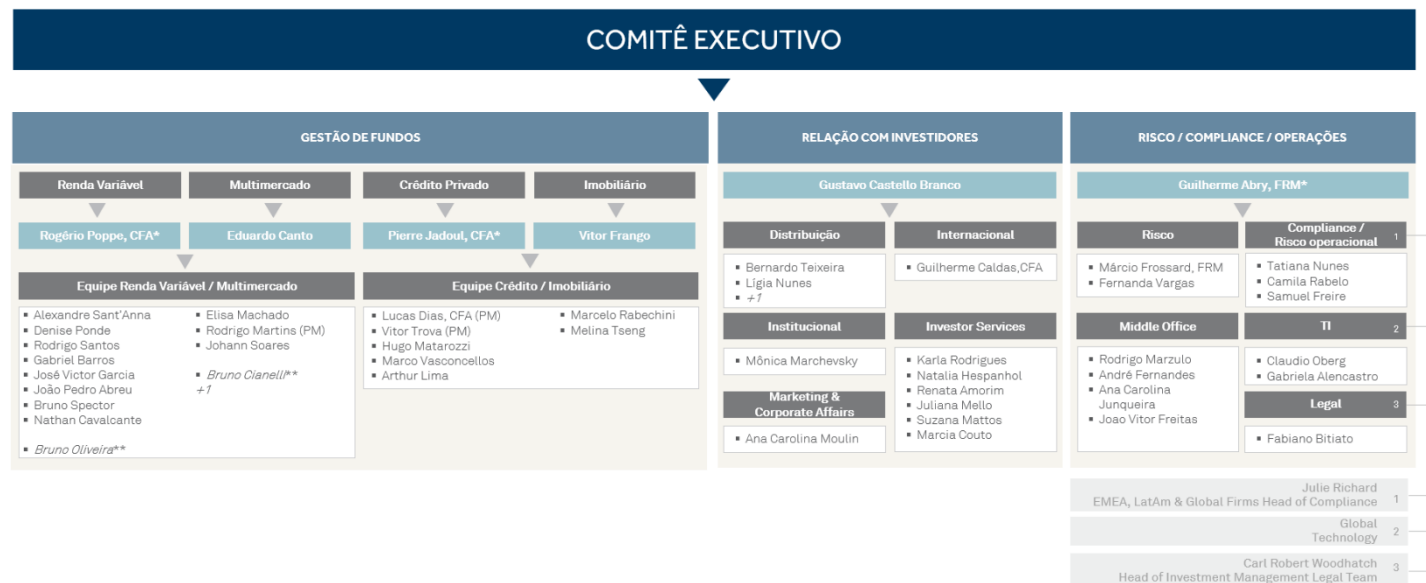 COMITÊ EXECUTIVO
GESTÃO DE FUNDOS
Renda Variável
Multimercado
Crédito Privado
Imobiliário
Rogério Poppe, CFA*
Eduardo Canto
Pierre Jadoul, CFA*
Vitor Frango
Equipe Renda Variável / Multimercado
▪ Alexandre Sant'Anna
▪ Denise Ponde
▪ Rodrigo Santos
▪ Gabriel Barros
▪ José Victor Garcia
▪ João Pedro Abreu
▪ Bruno Spector
▪ Nathan Cavalcante
▪ Bruno Oliveira**
▪ Elisa Machado
▪ Rodrigo Martins (PM)
▪ Johann Soares
▪ Bruno Cianelli**
+1
Equipe Crédito / Imobiliário
▪ Lucas Dias, CFA (PM)
▪ Vitor Trova (PM)
▪ Hugo Matarozzi
▪ Marco Vasconcellos
▪ Arthur Lima
▪ Marcelo Rabechini
▪ Melina Tseng
RELAÇÃO COM INVESTIDORES
Gustavo Castello Branco
Distribuição
▪ Bernardo Teixeira
▪ Lígia Nunes
▪ +1
Internacional
▪ Guilherme Caldas,CFA
Institucional
▪ Mônica Marchevsky
Investor Services
▪ Karla Rodrigues
▪ Natalia Hespanhol
▪ Renata Amorim
▪ Juliana Mello
▪ Suzana Mattos
▪ Marcia Couto
Marketing &
Corporate Affairs
▪ Ana Carolina Moulin
RISCO / COMPLIANCE / OPERAÇÕES
Guilherme Abry, FRM*
Risco
▪ Márcio Frossard, FRM
▪ Fernanda Vargas
Compliance /
Risco operacional 1
▪ Tatiana Nunes
▪ Camila Rabelo
▪ Samuel Freire
Middle Office
▪ Rodrigo Marzulo
▪ André Fernandes
▪ Ana Carolina
Junqueira
▪ Joao Vitor Freitas
TI 2
▪ Claudio Oberg
▪ Gabriela Alencastro
Legal 3
▪ Fabiano Bitiato
Julie Richard
EMEA, LatAm & Global Firms Head of Compliance 1
Global
Technology 2
Carl Robert Woodhatch
Head of Investment Management Legal Team 3